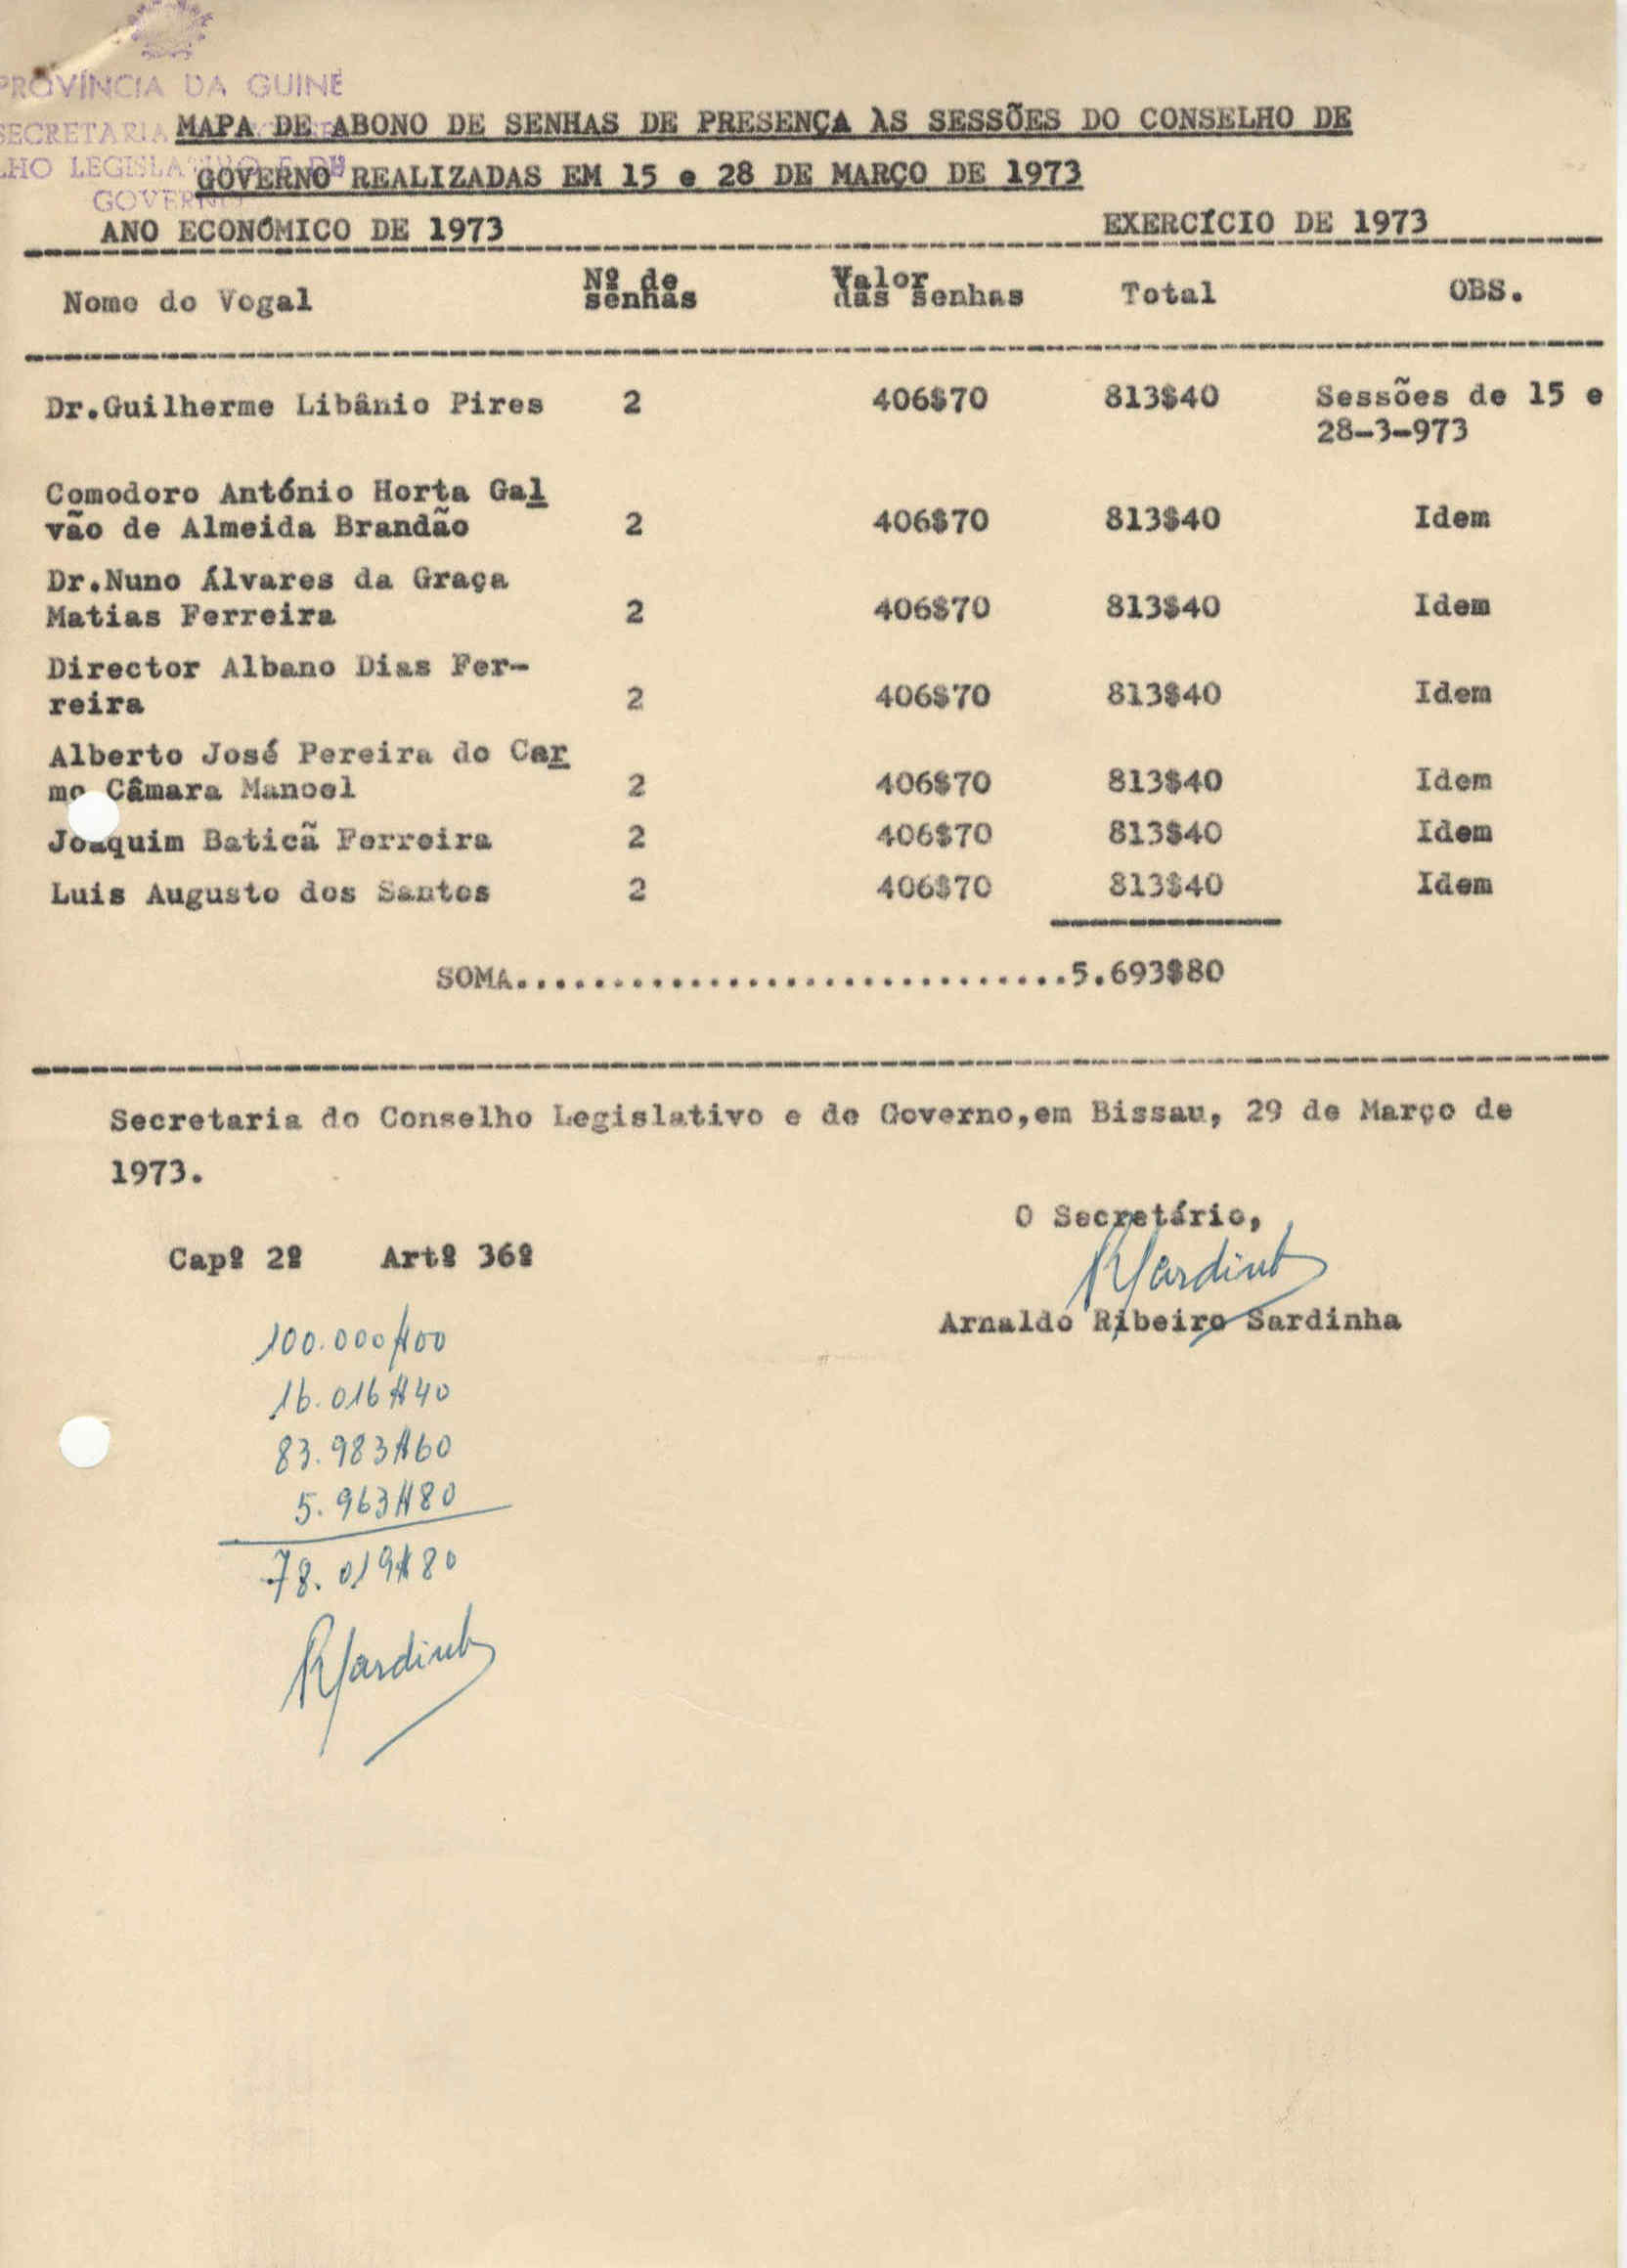 PROVÍNCIA DA GUINÉ
SECRETARIA
LHO LEGISLATIVO E DE
GOVERNO
MAPA DE ABONO DE SENHAS DE PRESENÇA ÀS SESSÕES DO CONSELHO DE
GOVERNO REALIZADAS EM 15 e 28 DE MARÇO DE 1973
ANO ECONÓMICO DE 1973 EXERCÍCIO DE 1973
Nome do Vogal Nº de senhas Valor das senhas Total OBS.
Dr.Guilherme Libânio Pires 2 406$70 813$40 Sessões de 15 e
28-3-973
Comodoro António Horta Gal
vão de Almeida Brandão 2 406$70 813$40 Idem
Dr.Nuno Álvares da Graça
Matias Ferreira 2 406$70 813$40 Idem
Director Albano Dias Fer-
reira 2 406$70 813$40 Idem
Alberto José Pereira do Car
mo Câmara Manoel 2 406$70 813$40 Idem
Joaquim Baticã Ferreira 2 406$70 813$40 Idem
Luis Augusto dos Santos 2 406$70 813$40 Idem
SOMA............................5.693$80
Secretaria do Conselho Legislativo e de Governo,em Bissau, 29 de Março de
1973.
O Secretário,
RSardinha
Arnaldo Ribeiro Sardinha
Capº 2º Artº 36º
100.000$00
16.016$40
83.983$60
5.963$80
78.019$80
RSardinha